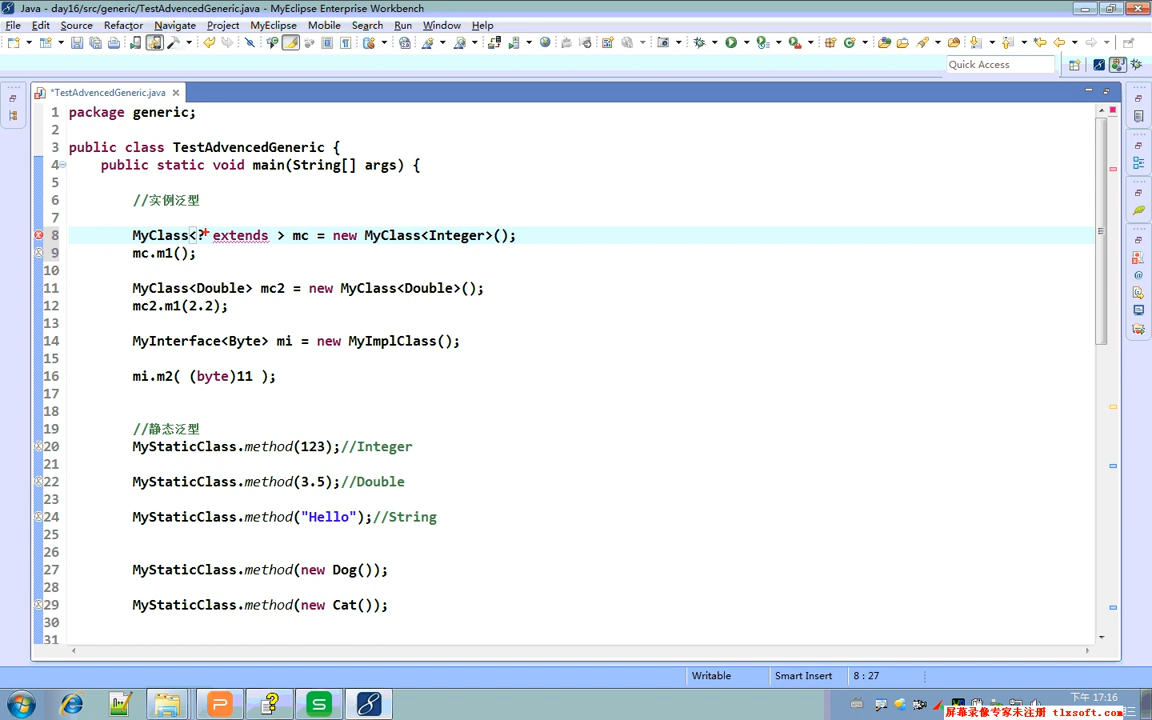 Java - day16/src/generic/TestAdvencedGeneric.java - MyEclipse Enterprise Workbench
File Edit Source Refactor Navigate Project MyEclipse Mobile Search Run Window Help
Quick Access
*TestAdvencedGeneric.java
1 package generic;
2
3 public class TestAdvencedGeneric {
4 public static void main(String[] args) {
5
6 //实例泛型
7
8 MyClass<? extends > mc = new MyClass<Integer>();
9 mc.m1();
10
11 MyClass<Double> mc2 = new MyClass<Double>();
12 mc2.m1(2.2);
13
14 MyInterface<Byte> mi = new MyImplClass();
15
16 mi.m2( (byte)11 );
17
18
19 //静态泛型
20 MyStaticClass.method(123);//Integer
21
22 MyStaticClass.method(3.5);//Double
23
24 MyStaticClass.method("Hello");//String
25
26
27 MyStaticClass.method(new Dog());
28
29 MyStaticClass.method(new Cat());
30
31
Writable Smart Insert 8 : 27
下午 17:16
屏幕录像专家未注册 tlxsoft.com